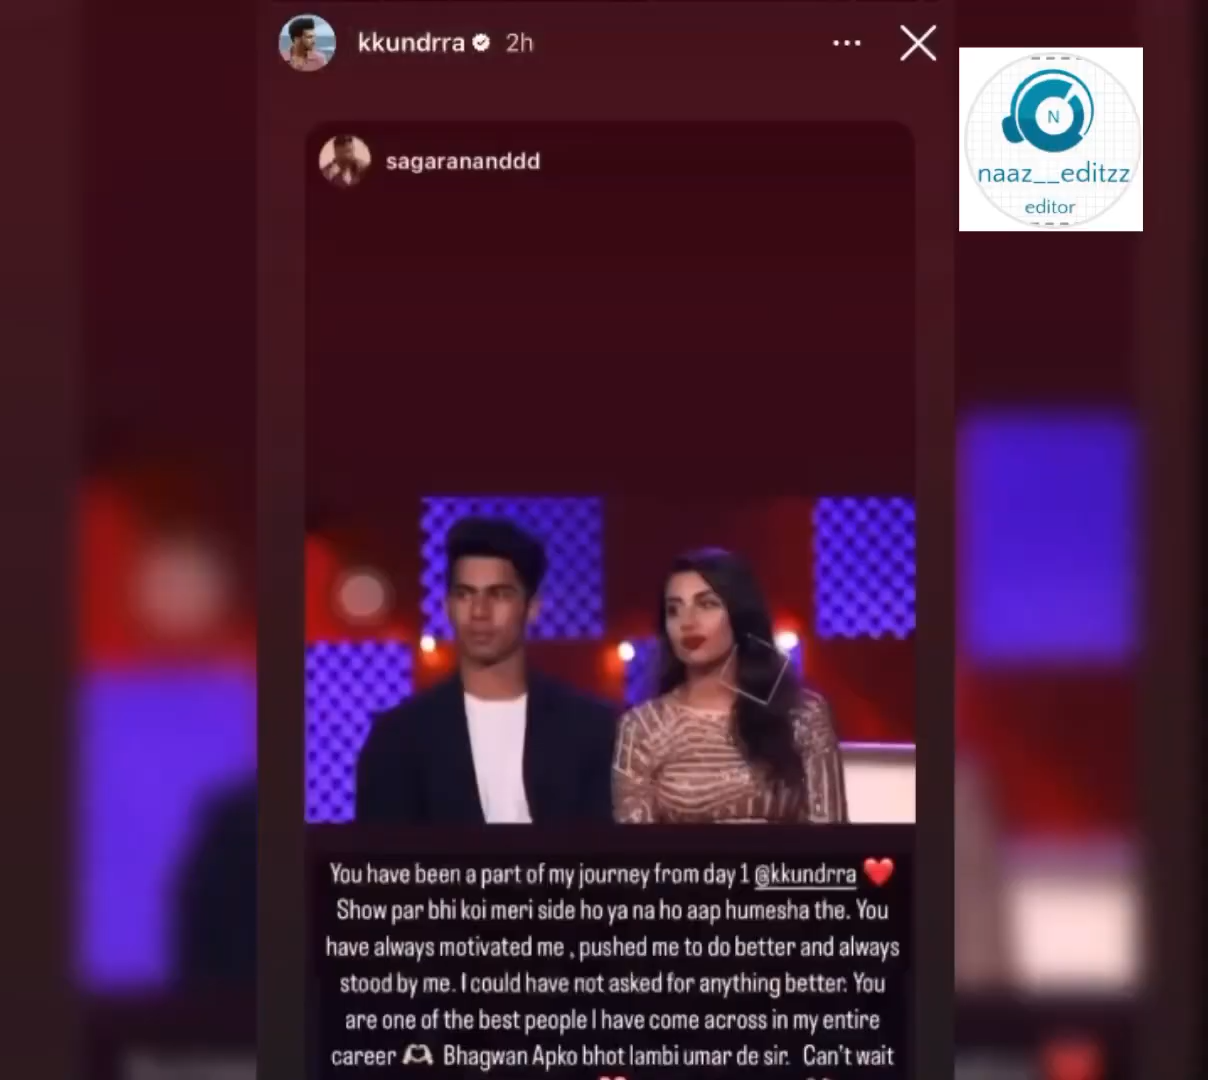 kkundrra 2h
sagarananddd
N
naaz__editzz
editor
You have been a part of my journey from day 1 @kkundrra ❤️
Show par bhi koi meri side ho ya na ho aap humesha the. You
have always motivated me , pushed me to do better and always
stood by me. I could have not asked for anything better. You
are one of the best people I have come across in my entire
career 🫶 Bhagwan Apko bhot lambi umar de sir. Can't wait